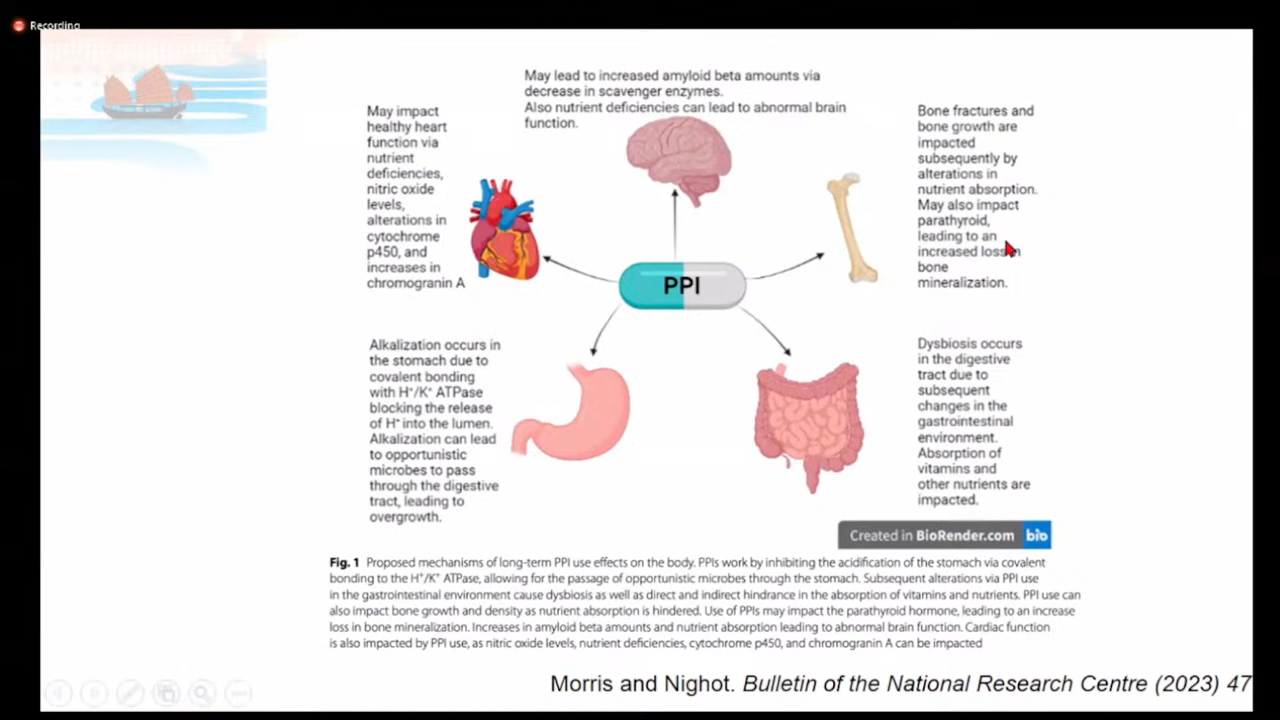 Recording
May lead to increased amyloid beta amounts via
decrease in scavenger enzymes.
Also nutrient deficiencies can lead to abnormal brain
function.
May impact
healthy heart
function via
nutrient
deficiencies,
nitric oxide
levels,
alterations in
cytochrome
p450, and
increases in
chromogranin A
Bone fractures and
bone growth are
impacted
subsequently by
alterations in
nutrient absorption.
May also impact
parathyroid,
leading to an
increased loss in
bone
mineralization.
PPI
Alkalization occurs in
the stomach due to
covalent bonding
with H⁺/K⁺ ATPase
blocking the release
of H⁺ into the lumen.
Alkalization can lead
to opportunistic
microbes to pass
through the digestive
tract, leading to
overgrowth.
Dysbiosis occurs
in the digestive
tract due to
subsequent
changes in the
gastrointestinal
environment.
Absorption of
vitamins and
other nutrients are
impacted.
Created in BioRender.com bio
Fig. 1 Proposed mechanisms of long-term PPI use effects on the body. PPIs work by inhibiting the acidification of the stomach via covalent
bonding to the H⁺/K⁺ ATPase, allowing for the passage of opportunistic microbes through the stomach. Subsequent alterations via PPI use
in the gastrointestinal environment cause dysbiosis as well as direct and indirect hindrance in the absorption of vitamins and nutrients. PPI use can
also impact bone growth and density as nutrient absorption is hindered. Use of PPIs may impact the parathyroid hormone, leading to an increase
loss in bone mineralization. Increases in amyloid beta amounts and nutrient absorption leading to abnormal brain function. Cardiac function
is also impacted by PPI use, as nitric oxide levels, nutrient deficiencies, cytochrome p450, and chromogranin A can be impacted
Morris and Nighot. Bulletin of the National Research Centre (2023) 47